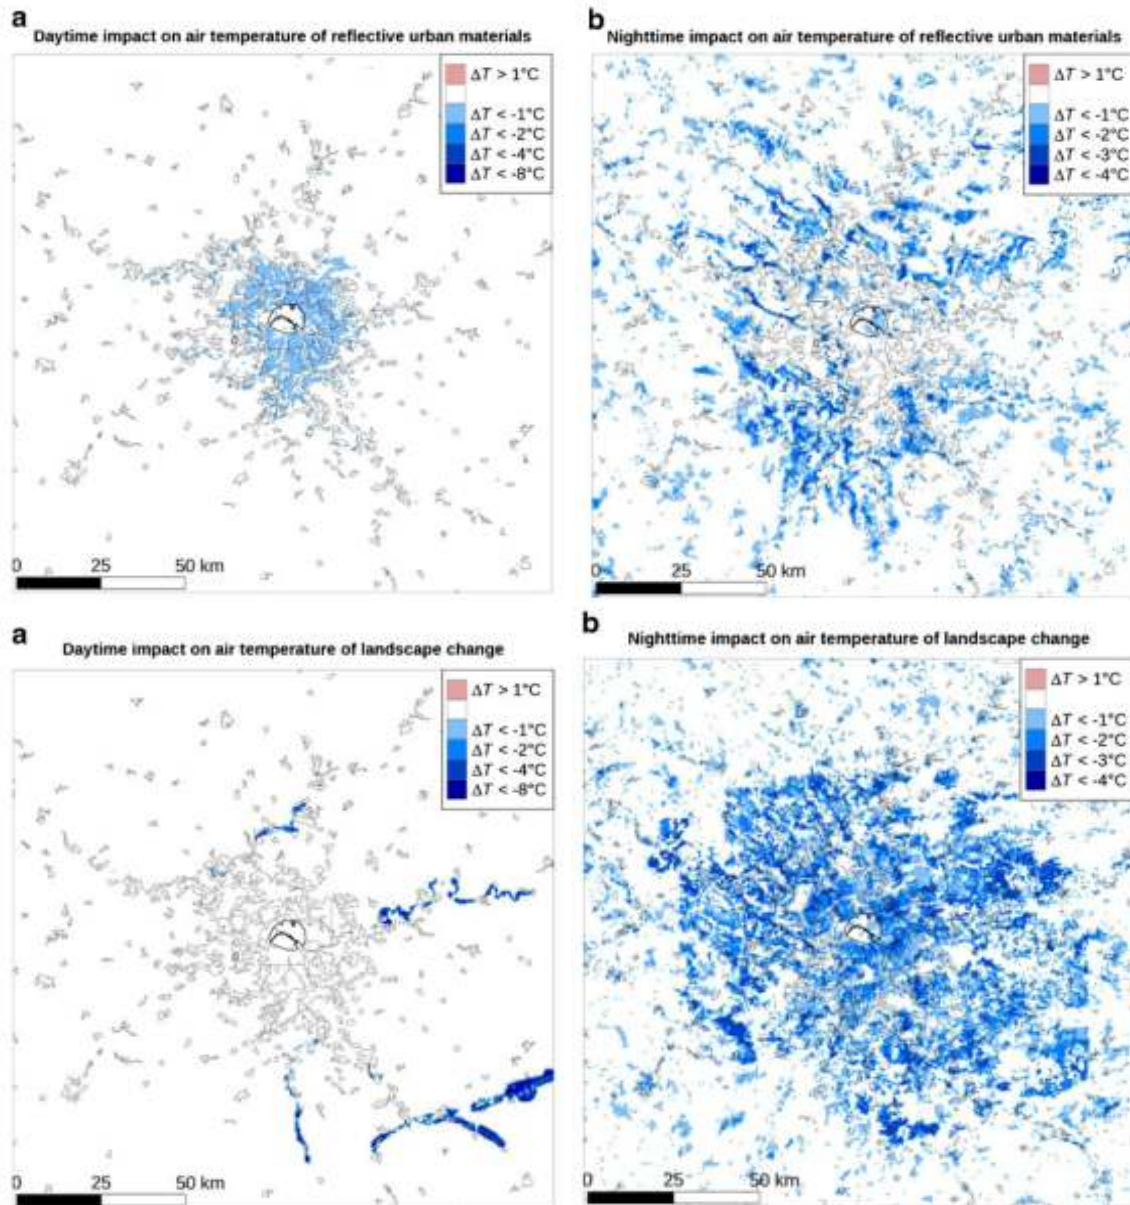 a
Daytime impact on air temperature of reflective urban materials
ΔT > 1°C
ΔT < -1°C
ΔT < -2°C
ΔT < -4°C
ΔT < -8°C
0 25 50 km
b
Nighttime impact on air temperature of reflective urban materials
ΔT > 1°C
ΔT < -1°C
ΔT < -2°C
ΔT < -3°C
ΔT < -4°C
0 25 50 km
a
Daytime impact on air temperature of landscape change
ΔT > 1°C
ΔT < -1°C
ΔT < -2°C
ΔT < -4°C
ΔT < -8°C
0 25 50 km
b
Nighttime impact on air temperature of landscape change
ΔT > 1°C
ΔT < -1°C
ΔT < -2°C
ΔT < -3°C
ΔT < -4°C
0 25 50 km